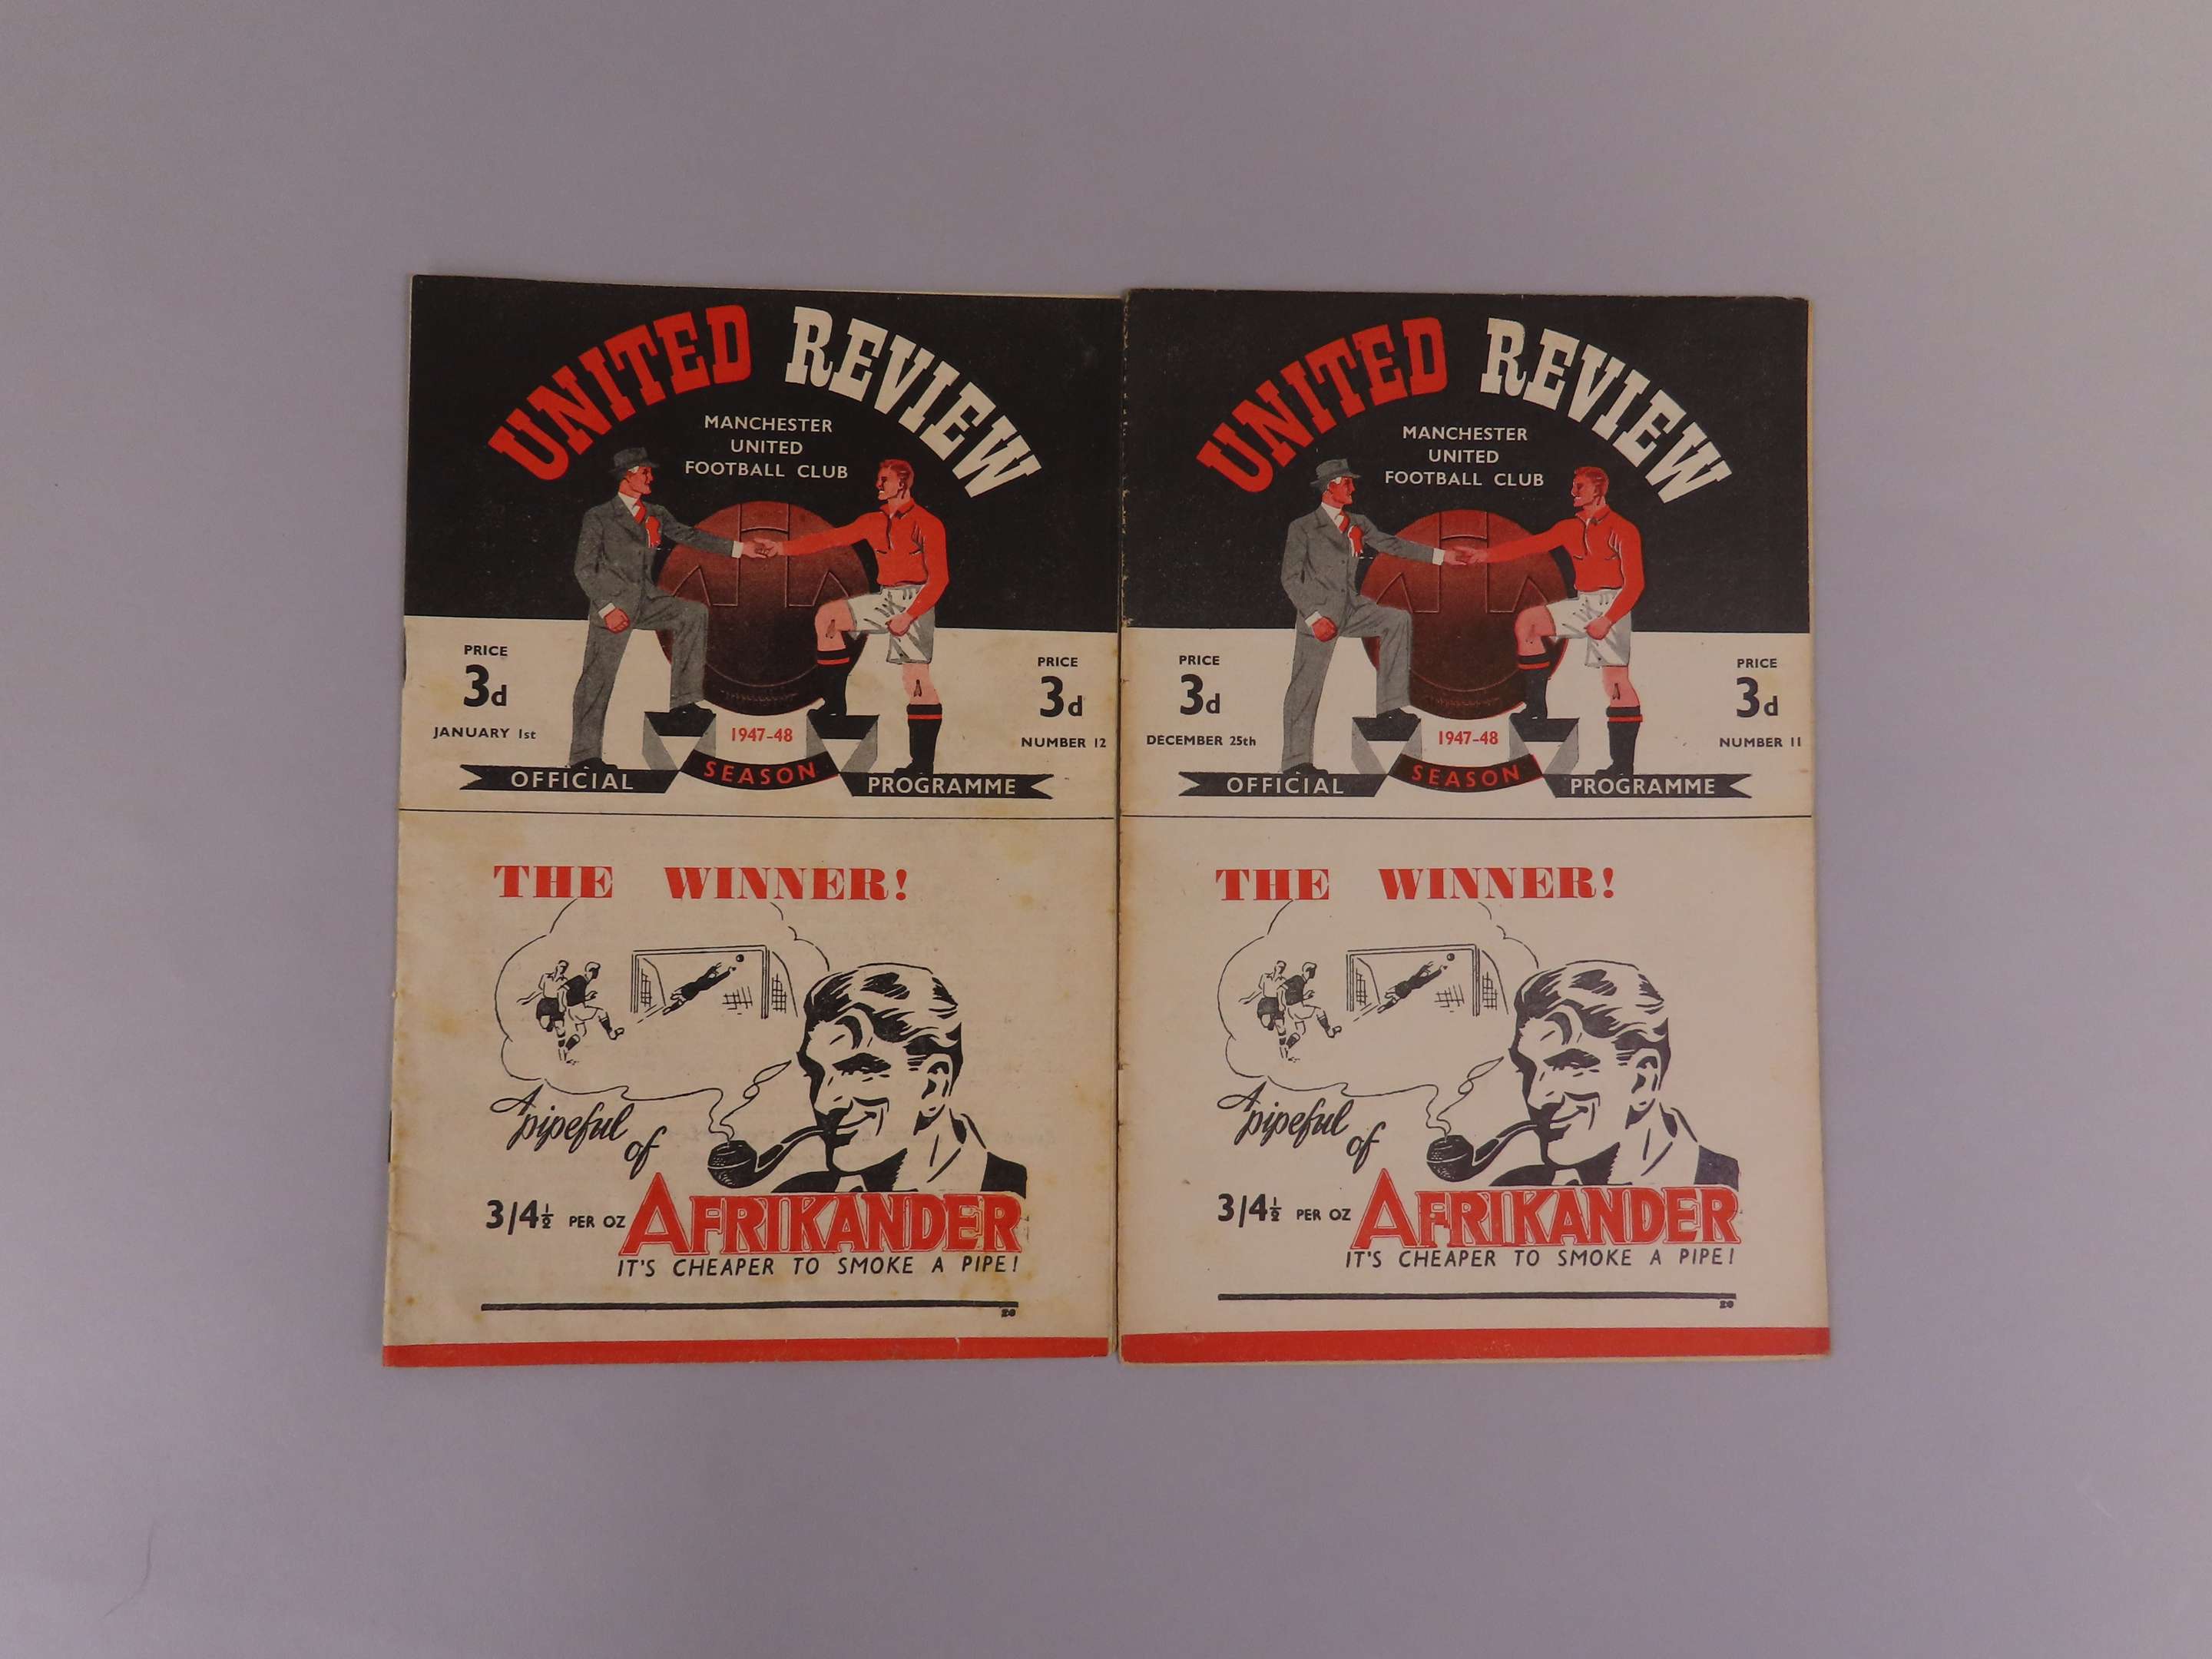 UNITED REVIEW
MANCHESTER
UNITED
FOOTBALL CLUB
PRICE
3d
JANUARY 1st
PRICE
3d
NUMBER 12
1947-48
OFFICIAL SEASON PROGRAMME
THE WINNER!
A pipeful
of
3/4½ PER OZ AFRIKANDER
IT'S CHEAPER TO SMOKE A PIPE!
20
UNITED REVIEW
MANCHESTER
UNITED
FOOTBALL CLUB
PRICE
3d
DECEMBER 25th
PRICE
3d
NUMBER 11
1947-48
OFFICIAL SEASON PROGRAMME
THE WINNER!
A pipeful
of
3/4½ PER OZ AFRIKANDER
IT'S CHEAPER TO SMOKE A PIPE!
20